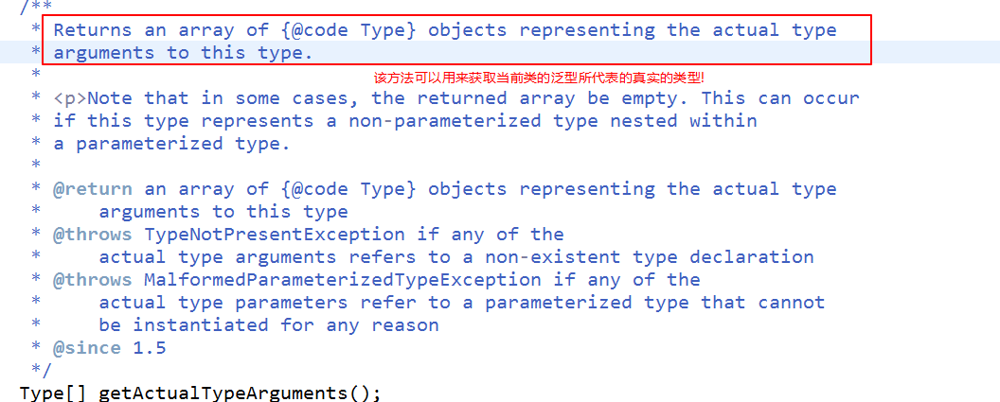 /**
* Returns an array of {@code Type} objects representing the actual type
* arguments to this type.
*
该方法可以用来获取当前类的泛型所代表的真实的类型!
* <p>Note that in some cases, the returned array be empty. This can occur
* if this type represents a non-parameterized type nested within
* a parameterized type.
*
* @return an array of {@code Type} objects representing the actual type
*     arguments to this type
* @throws TypeNotPresentException if any of the
*     actual type arguments refers to a non-existent type declaration
* @throws MalformedParameterizedTypeException if any of the
*     actual type parameters refer to a parameterized type that cannot
*     be instantiated for any reason
* @since 1.5
*/
Type[] getActualTypeArguments();